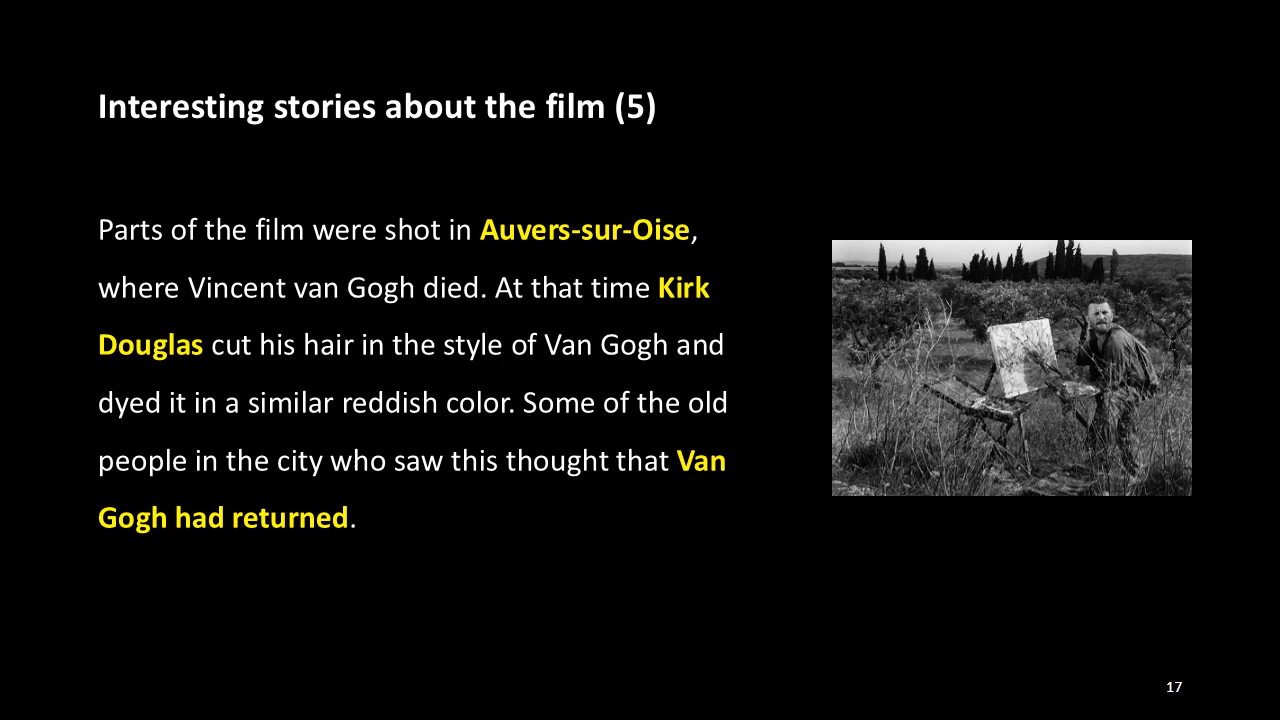 Interesting stories about the film (5)
Parts of the film were shot in Auvers-sur-Oise,
where Vincent van Gogh died. At that time Kirk
Douglas cut his hair in the style of Van Gogh and
dyed it in a similar reddish color. Some of the old
people in the city who saw this thought that Van
Gogh had returned.
17